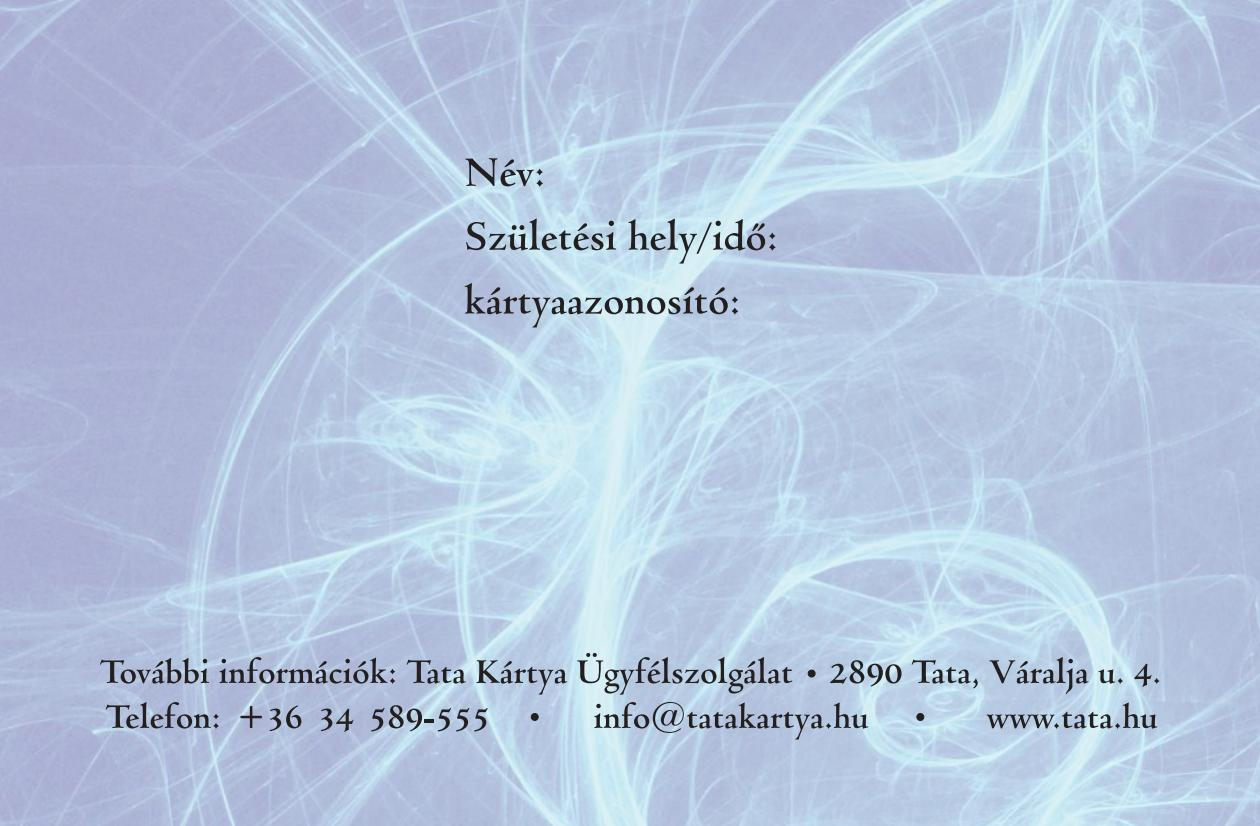 Név:
Születési hely/idő:
kártyaazonosító:
További információk: Tata Kártya Ügyfélszolgálat • 2890 Tata, Váralja u. 4.
Telefon: +36 34 589-555 • info@tatakartya.hu • www.tata.hu